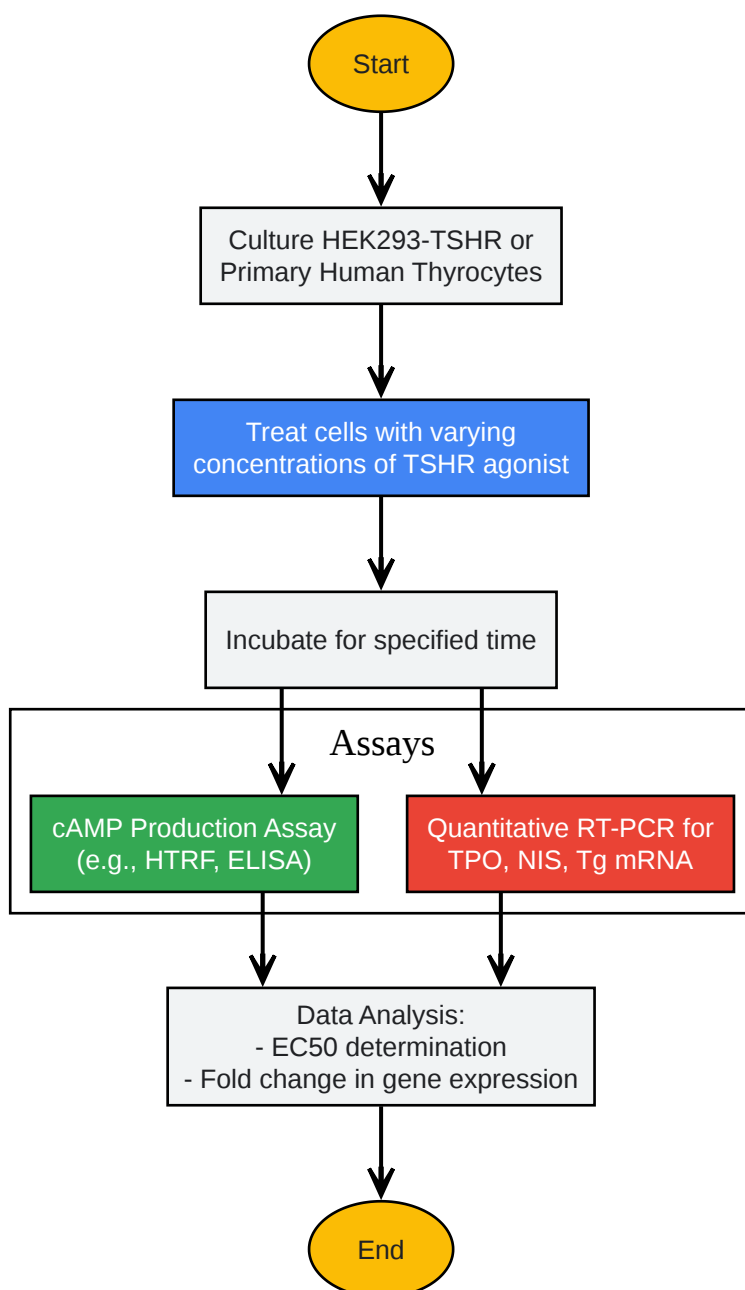 Start
Culture HEK293-TSHR or
Primary Human Thyrocytes
Treat cells with varying
concentrations of TSHR agonist
Incubate for specified time
Assays
cAMP Production Assay
(e.g., HTRF, ELISA)
Quantitative RT-PCR for
TPO, NIS, Tg mRNA
Data Analysis:
- EC50 determination
- Fold change in gene expression
End